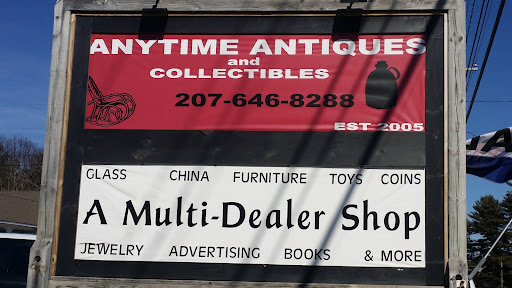 ANYTIME ANTIQUES
and
COLLECTIBLES
207-646-8288
EST 2005
GLASS CHINA FURNITURE TOYS COINS
A Multi-Dealer Shop
JEWELRY ADVERTISING BOOKS & MORE